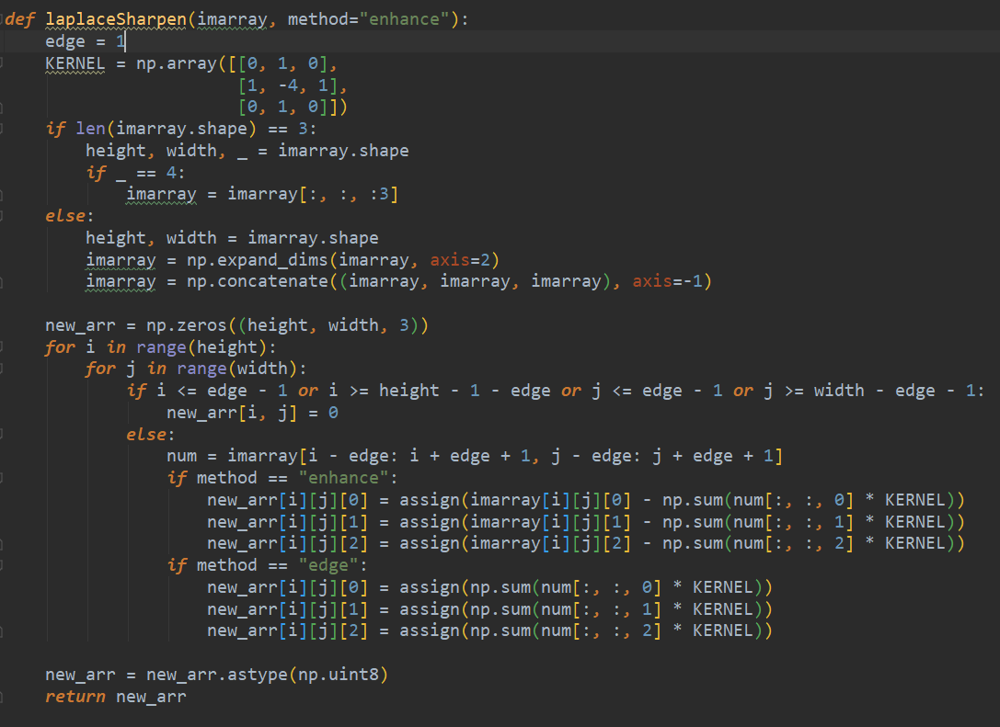 def laplaceSharpen(imarray, method="enhance"):
    edge = 1
    KERNEL = np.array([[0, 1, 0],
                       [1, -4, 1],
                       [0, 1, 0]])
    if len(imarray.shape) == 3:
        height, width, _ = imarray.shape
        if _ == 4:
            imarray = imarray[:, :, :3]
    else:
        height, width = imarray.shape
        imarray = np.expand_dims(imarray, axis=2)
        imarray = np.concatenate((imarray, imarray, imarray), axis=-1)

    new_arr = np.zeros((height, width, 3))
    for i in range(height):
        for j in range(width):
            if i <= edge - 1 or i >= height - 1 - edge or j <= edge - 1 or j >= width - edge - 1:
                new_arr[i, j] = 0
            else:
                num = imarray[i - edge: i + edge + 1, j - edge: j + edge + 1]
                if method == "enhance":
                    new_arr[i][j][0] = assign(imarray[i][j][0] - np.sum(num[:, :, 0] * KERNEL))
                    new_arr[i][j][1] = assign(imarray[i][j][1] - np.sum(num[:, :, 1] * KERNEL))
                    new_arr[i][j][2] = assign(imarray[i][j][2] - np.sum(num[:, :, 2] * KERNEL))
                if method == "edge":
                    new_arr[i][j][0] = assign(np.sum(num[:, :, 0] * KERNEL))
                    new_arr[i][j][1] = assign(np.sum(num[:, :, 1] * KERNEL))
                    new_arr[i][j][2] = assign(np.sum(num[:, :, 2] * KERNEL))

    new_arr = new_arr.astype(np.uint8)
    return new_arr